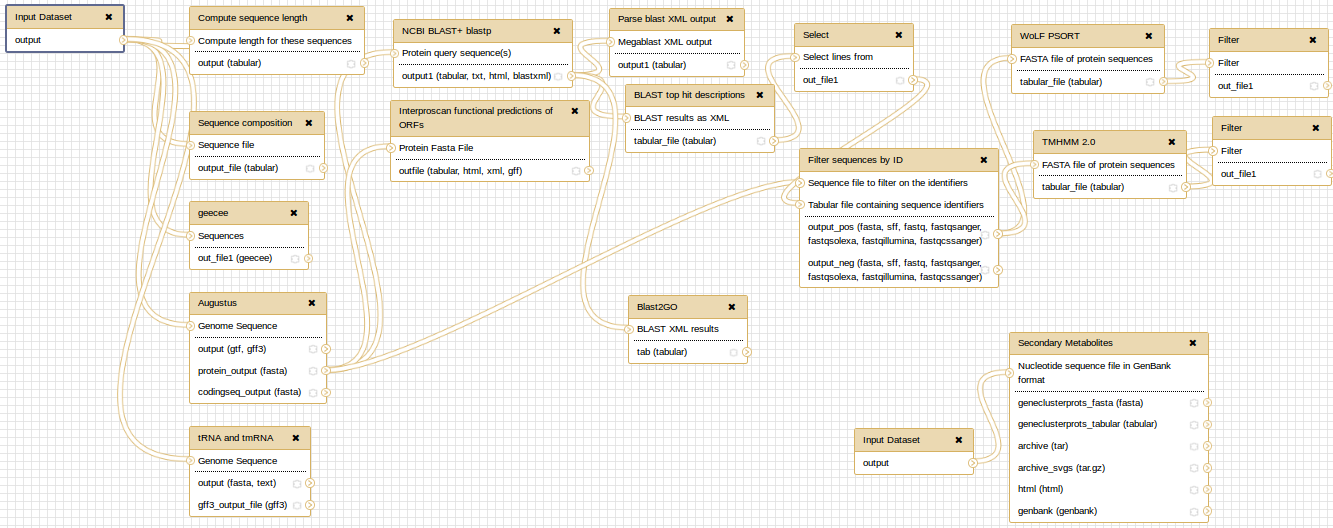 Input Dataset
output
Compute sequence length
Compute length for these sequences
output (tabular)
Sequence composition
Sequence file
output_file (tabular)
geecee
Sequences
out_file1 (geecee)
Augustus
Genome Sequence
output (gtf, gff3)
protein_output (fasta)
codingseq_output (fasta)
tRNA and tmRNA
Genome Sequence
output (fasta, text)
gff3_output_file (gff3)
NCBI BLAST+ blastp
Protein query sequence(s)
output1 (tabular, txt, html, blastxml)
Interproscan functional predictions of
ORFs
Protein Fasta File
outfile (tabular, html, xml, gff)
Parse blast XML output
Megablast XML output
output1 (tabular)
BLAST top hit descriptions
BLAST results as XML
tabular_file (tabular)
Blast2GO
BLAST XML results
tab (tabular)
Select
Select lines from
out_file1
Filter sequences by ID
Sequence file to filter on the identifiers
Tabular file containing sequence identifiers
output_pos (fasta, sff, fastq, fastqsanger,
fastqsolexa, fastqillumina, fastqcssanger)
output_neg (fasta, sff, fastq, fastqsanger,
fastqsolexa, fastqillumina, fastqcssanger)
Input Dataset
output
WoLF PSORT
FASTA file of protein sequences
tabular_file (tabular)
TMHMM 2.0
FASTA file of protein sequences
tabular_file (tabular)
Filter
Filter
out_file1
Filter
Filter
out_file1
Secondary Metabolites
Nucleotide sequence file in GenBank
format
geneclusterprots_fasta (fasta)
geneclusterprots_tabular (tabular)
archive (tar)
archive_svgs (tar.gz)
html (html)
genbank (genbank)